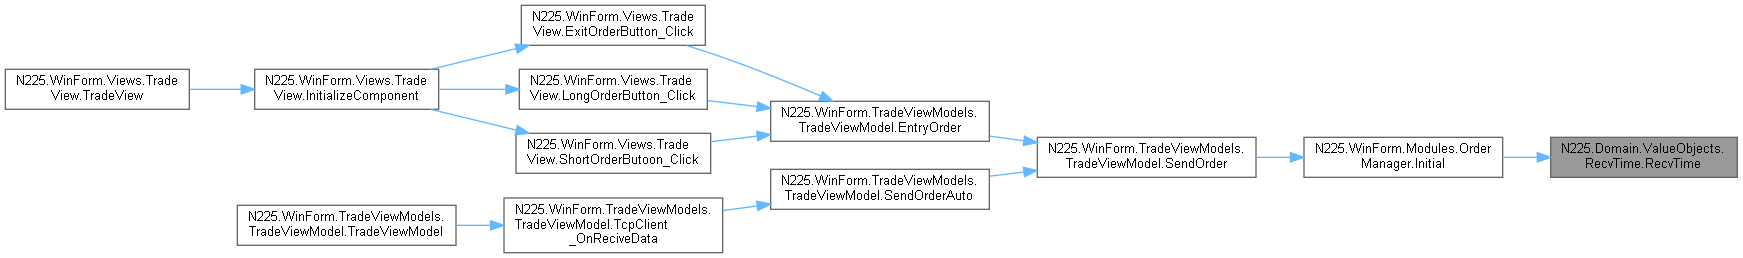 N225.WinForm.Views.Trade
View.TradeView
N225.WinForm.Views.Trade
View.InitializeComponent
N225.WinForm.Views.Trade
View.ExitOrderButton_Click
N225.WinForm.Views.Trade
View.LongOrderButton_Click
N225.WinForm.Views.Trade
View.ShortOrderButoon_Click
N225.WinForm.TradeViewModels.
TradeViewModel.TradeViewModel
N225.WinForm.TradeViewModels.
TradeViewModel.TcpClient
_OnReciveData
N225.WinForm.TradeViewModels.
TradeViewModel.EntryOrder
N225.WinForm.TradeViewModels.
TradeViewModel.SendOrderAuto
N225.WinForm.TradeViewModels.
TradeViewModel.SendOrder
N225.WinForm.Modules.Order
Manager.Initial
N225.Domain.ValueObjects.
RecvTime.RecvTime